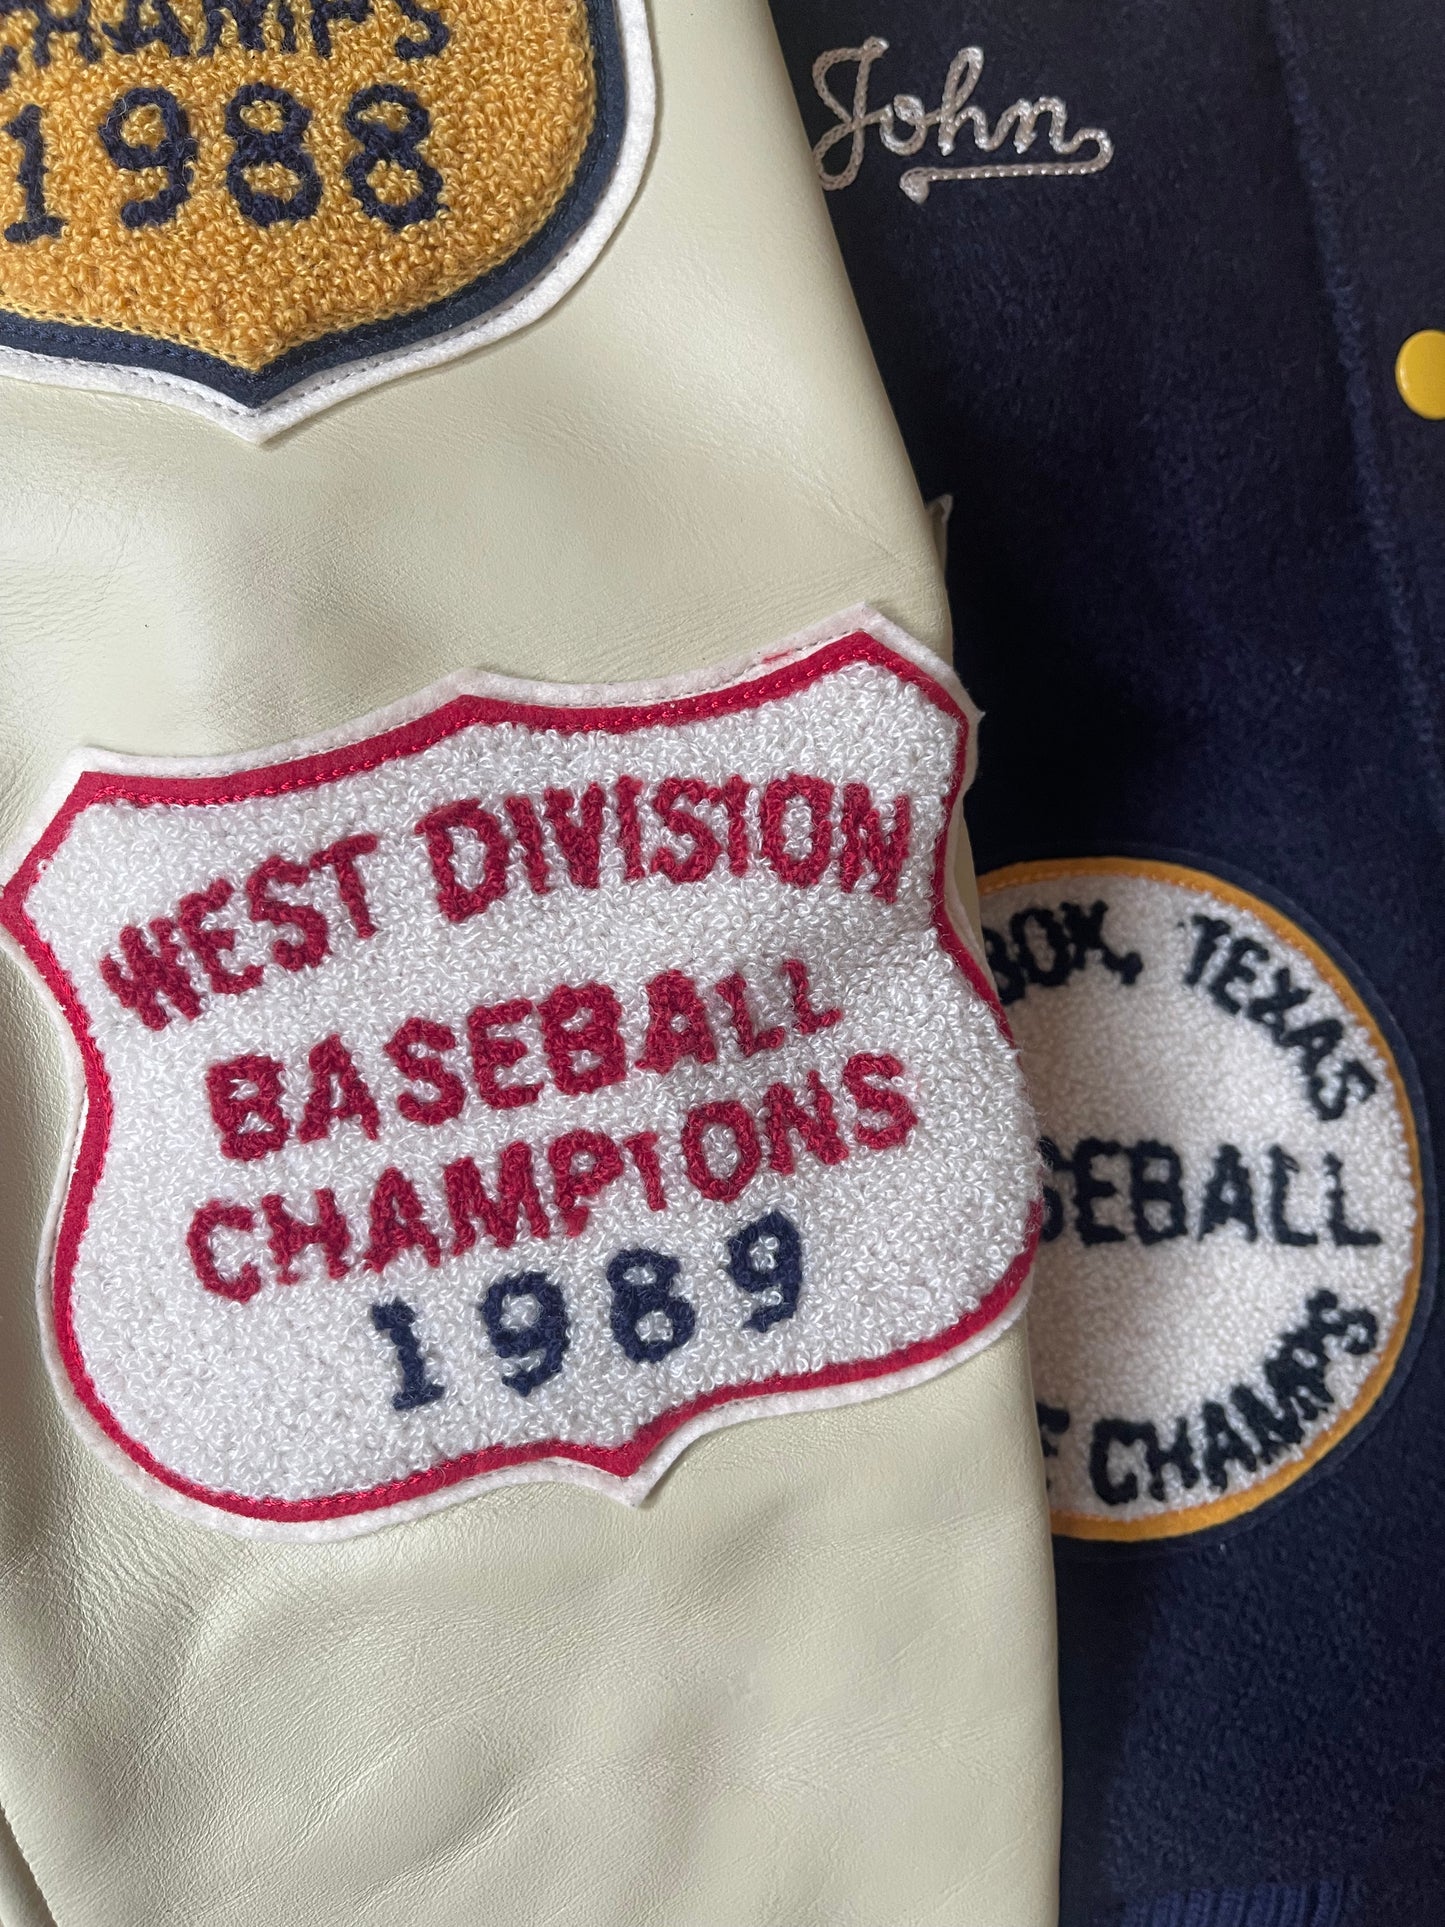 CHAMPS
1988
John
WEST DIVISION
BASEBALL
CHAMPIONS
1989
BOX, TEXAS
SEBALL
CHAMPS